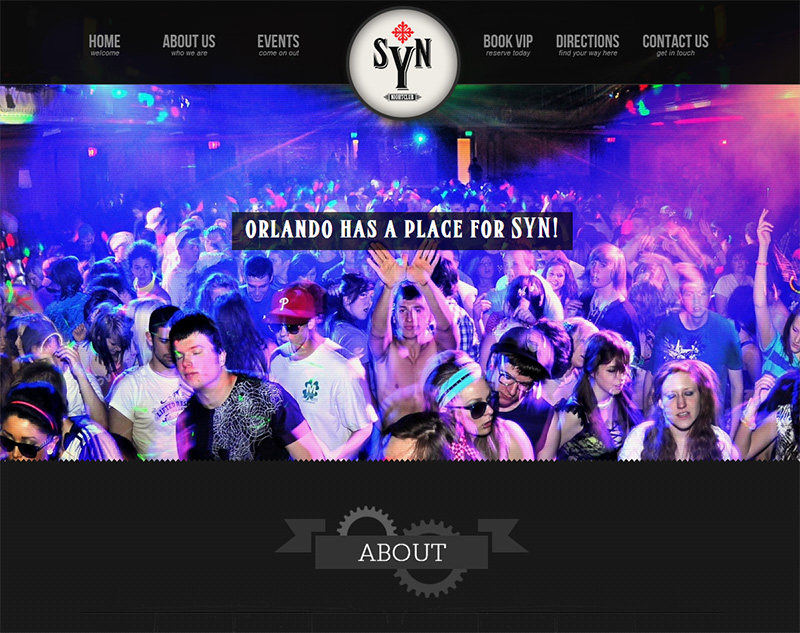 HOME
welcome
ABOUT US
who we are
EVENTS
come on out
SYN
NIGHTCLUB
BOOK VIP
reserve today
DIRECTIONS
find your way here
CONTACT US
get in touch
ORLANDO HAS A PLACE FOR SYN!
P
ABOUT